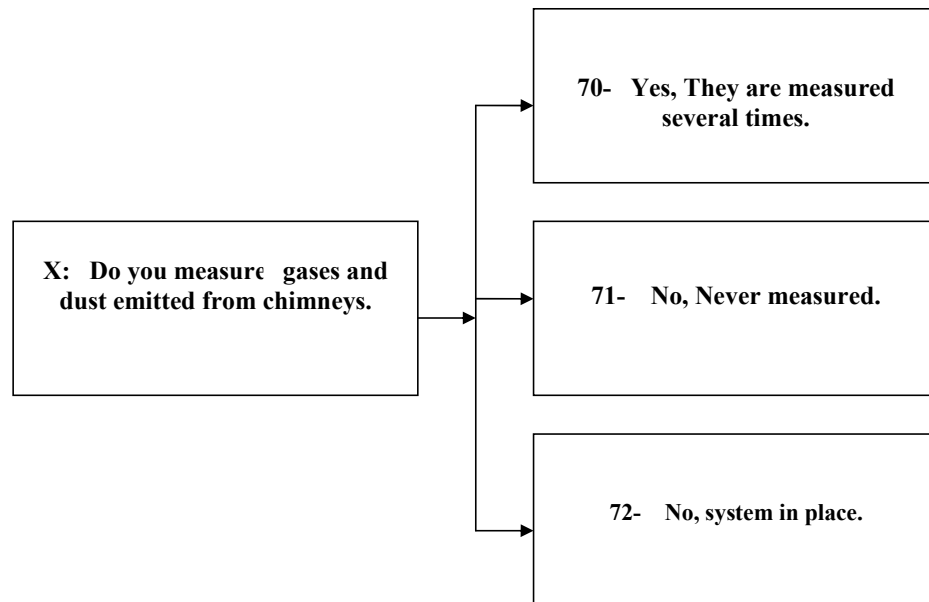 70- Yes, They are measured
several times.
X: Do you measure gases and
dust emitted from chimneys.
71- No, Never measured.
72- No, system in place.